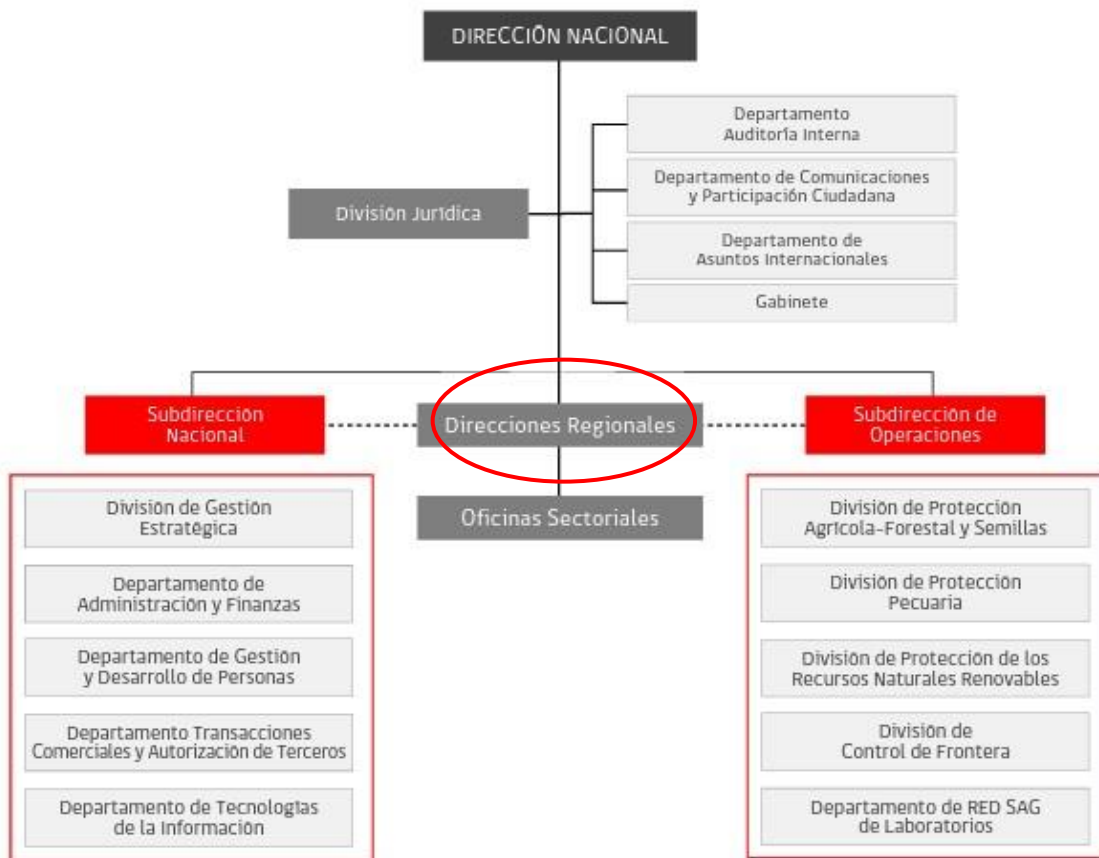 DIRECCIÓN NACIONAL
Departamento
Auditoría Interna
Departamento de Comunicaciones
y Participación Ciudadana
División Jurídica
Departamento de
Asuntos Internacionales
Gabinete
Subdirección
Nacional
Direcciones Regionales
Subdirección de
Operaciones
Oficinas Sectoriales
División de Gestión
Estratégica
Departamento de
Administración y Finanzas
Departamento de Gestión
y Desarrollo de Personas
Departamento Transacciones
Comerciales y Autorización de Terceros
Departamento de Tecnologías
de la Información
División de Protección
Agrícola-Forestal y Semillas
División de Protección
Pecuaria
División de Protección de los
Recursos Naturales Renovables
División de
Control de Frontera
Departamento de RED SAG
de Laboratorios